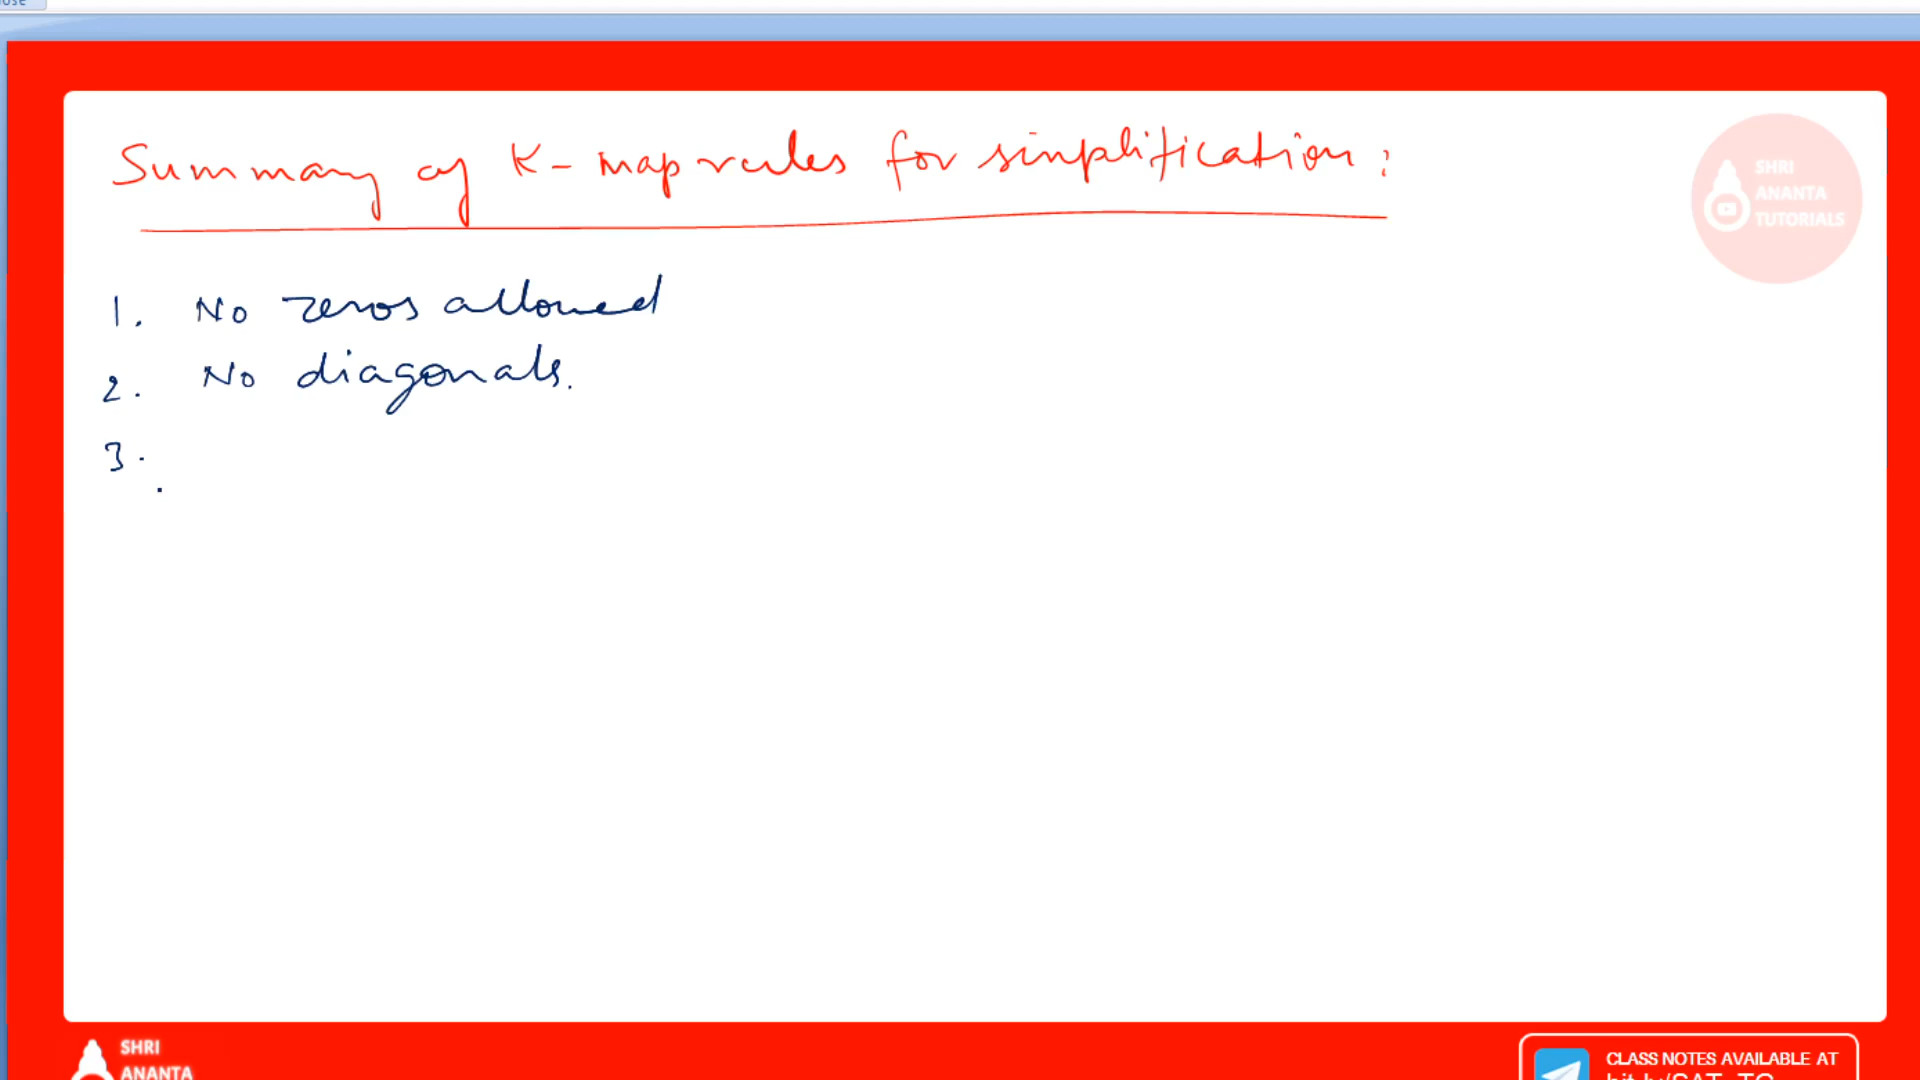 Summary of K-map rules for simplification:
SHRI
ANANTA
TUTORIALS
1. No zeros allowed
2. No diagonals.
3.
SHRI
ANANTA
CLASS NOTES AVAILABLE AT